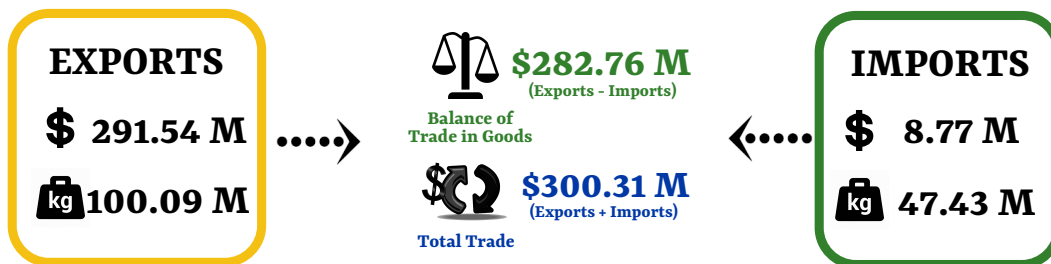 EXPORTS
$ 291.54 M
kg 100.09 M
$282.76 M
(Exports - Imports)
Balance of
Trade in Goods
$
$300.31 M
(Exports + Imports)
Total Trade
IMPORTS
$ 8.77 M
kg 47.43 M